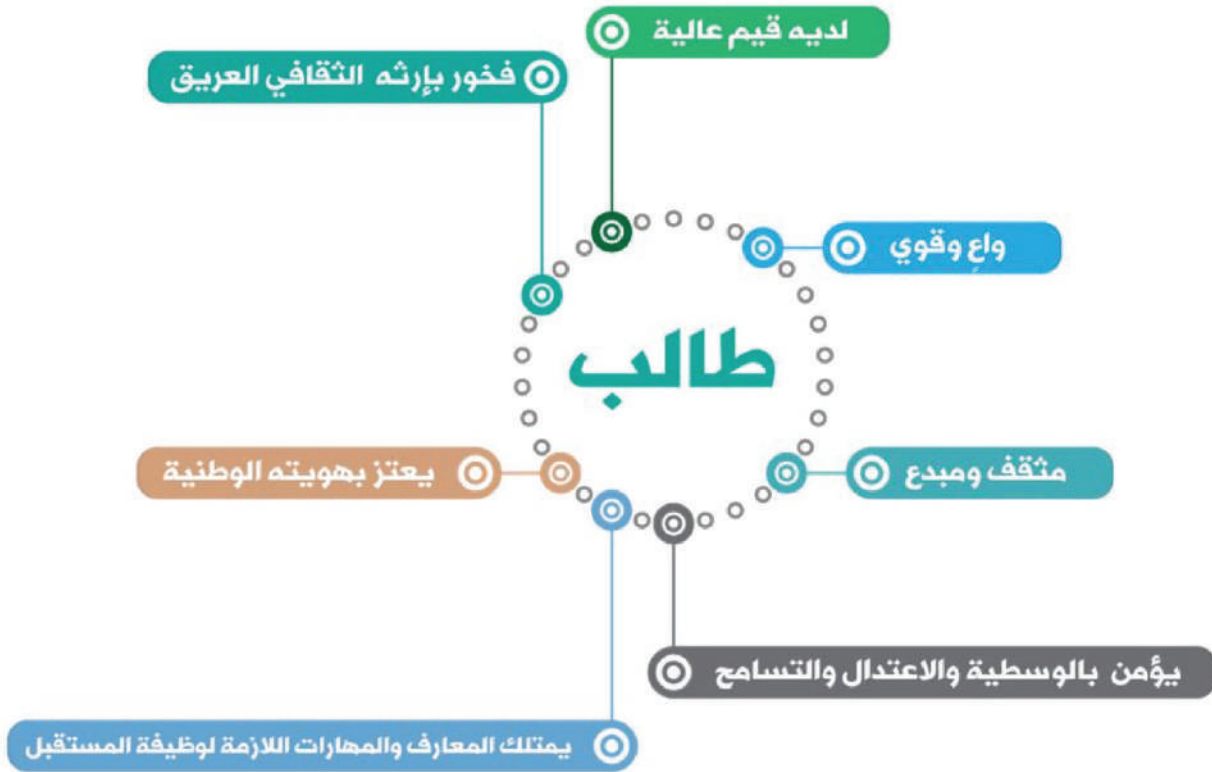 لديه قيم عالية
فخور بإرثه الثقافي العريق
واعٍ وقوي
طالب
يعتز بهويته الوطنية
مثقف ومبدع
يؤمن بالوسطية والاعتدال والتسامح
يمتلك المعارف والمهارات اللازمة لوظيفة المستقبل